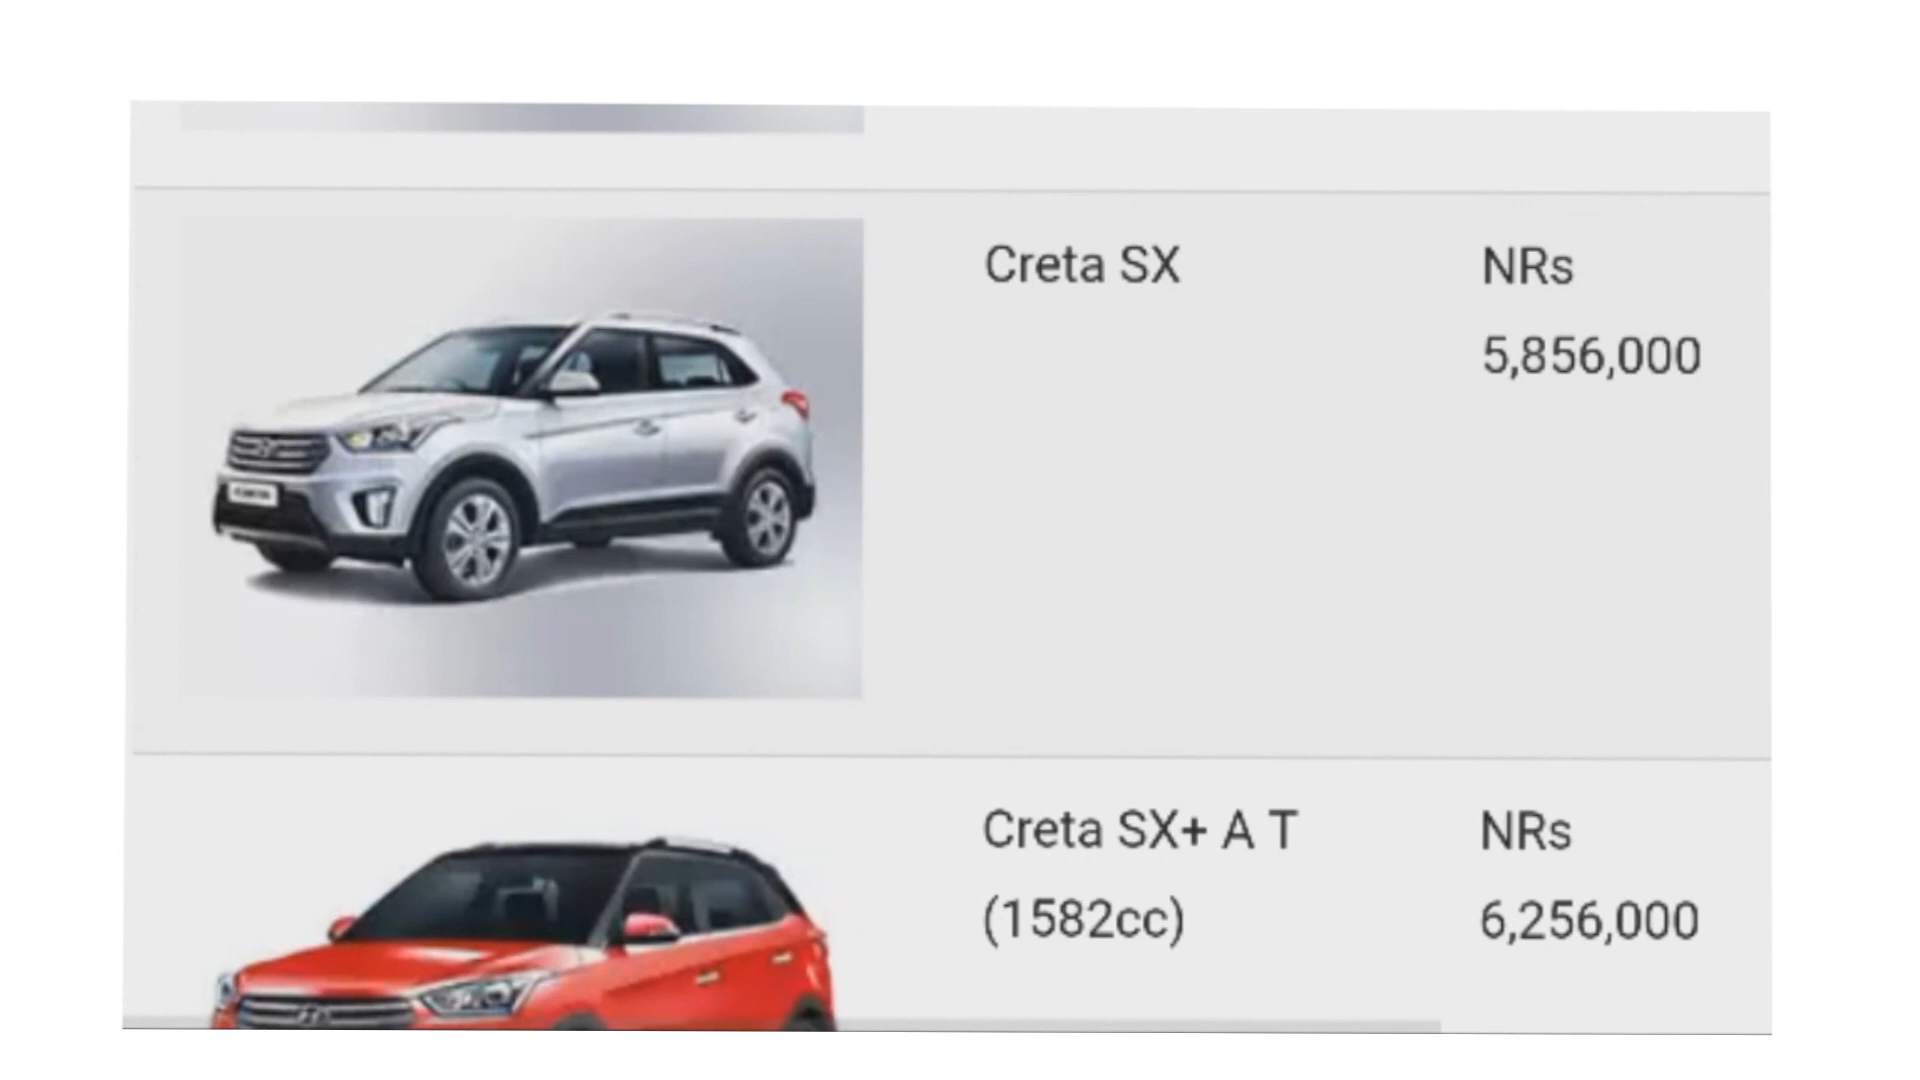 Creta SX
NRs
5,856,000
Creta SX+ A T
(1582cc)
NRs
6,256,000